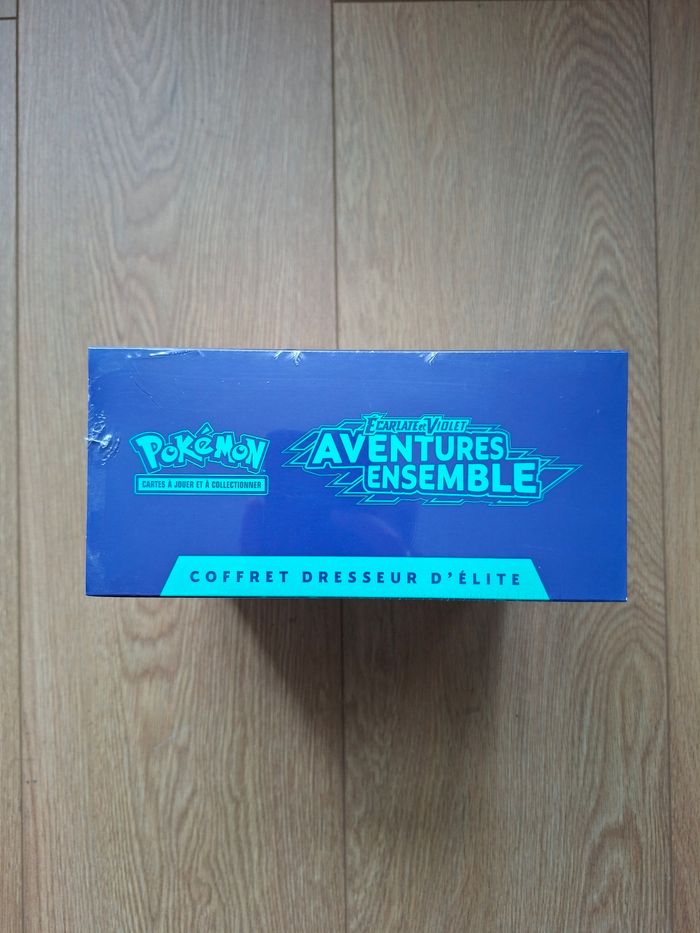 POKéMON
CARTES À JOUER ET À COLLECTIONNER
ÉCARLATE et VIOLET
AVENTURES
ENSEMBLE
COFFRET DRESSEUR D'ÉLITE